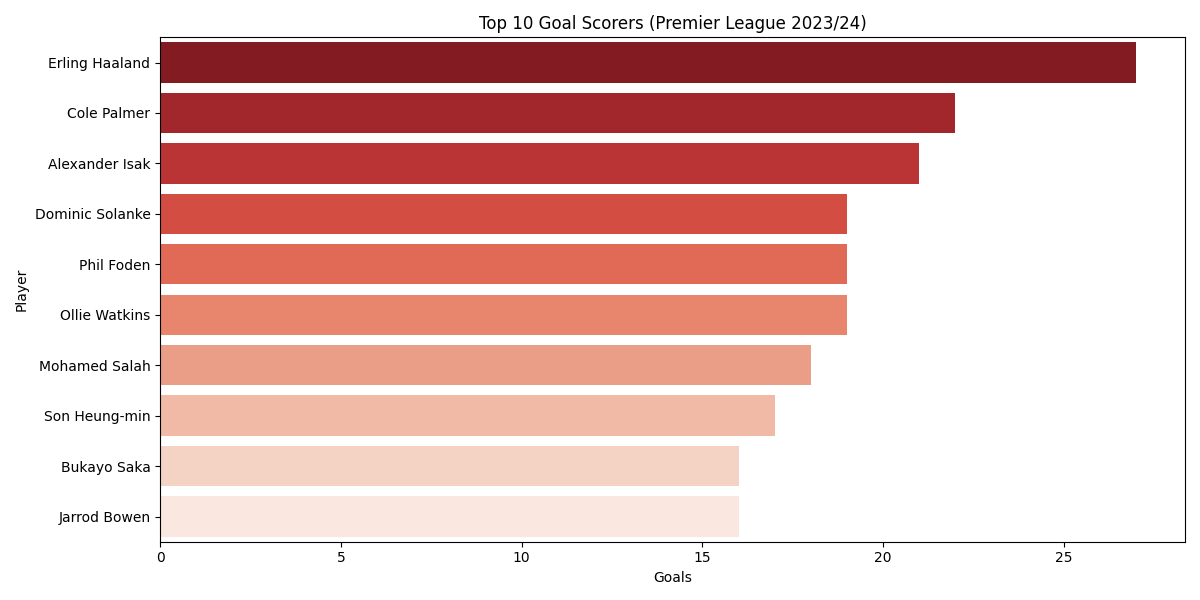 Top 10 Goal Scorers (Premier League 2023/24)
Player
Erling Haaland
Cole Palmer
Alexander Isak
Dominic Solanke
Phil Foden
Ollie Watkins
Mohamed Salah
Son Heung-min
Bukayo Saka
Jarrod Bowen
0 5 10 15 20 25
Goals